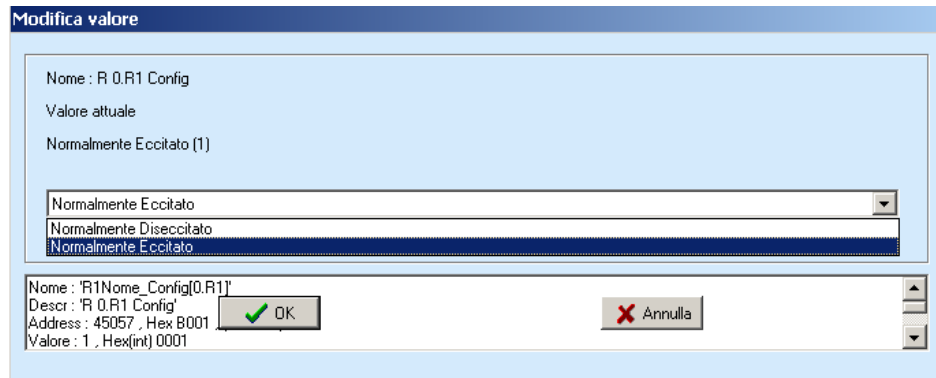 Modifica valore
Nome : R 0.R1 Config
Valore attuale
Normalmente Eccitato (1)
Normalmente Eccitato
Normalmente Diseccitato
Normalmente Eccitato
Nome : 'R1Nome_Config[0.R1]'
Descr : 'R 0.R1 Config'
Address : 45057 , Hex B001 ,
Valore : 1 , Hex(int) 0001
OK
Annulla